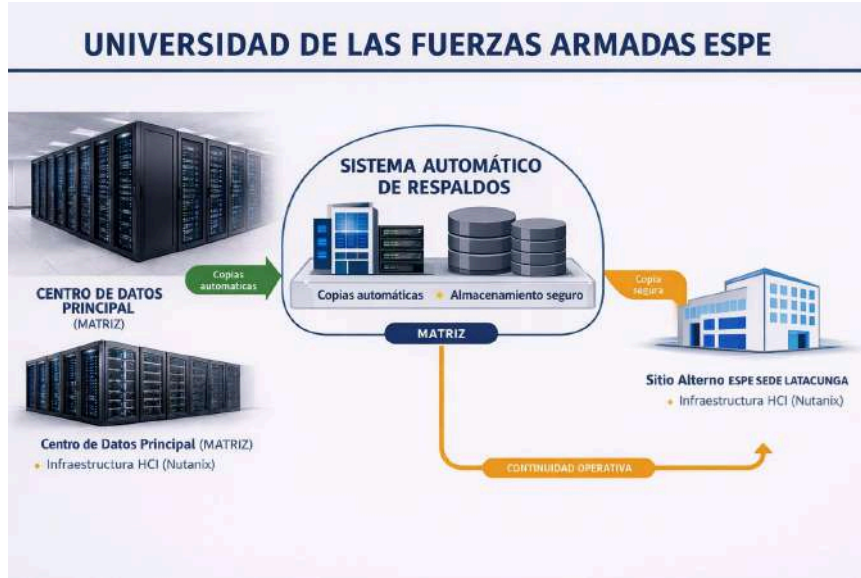 UNIVERSIDAD DE LAS FUERZAS ARMADAS ESPE
SISTEMA AUTOMÁTICO
DE RESPALDOS
Copias
automaticas
Copias automáticas • Almacenamiento seguro
MATRIZ
Copia
segura
CENTRO DE DATOS
PRINCIPAL
(MATRIZ)
Centro de Datos Principal (MATRIZ)
• Infraestructura HCI (Nutanix)
Sitio Alterno ESPE SEDE LATACUNGA
• Infraestructura HCI (Nutanix)
CONTINUIDAD OPERATIVA